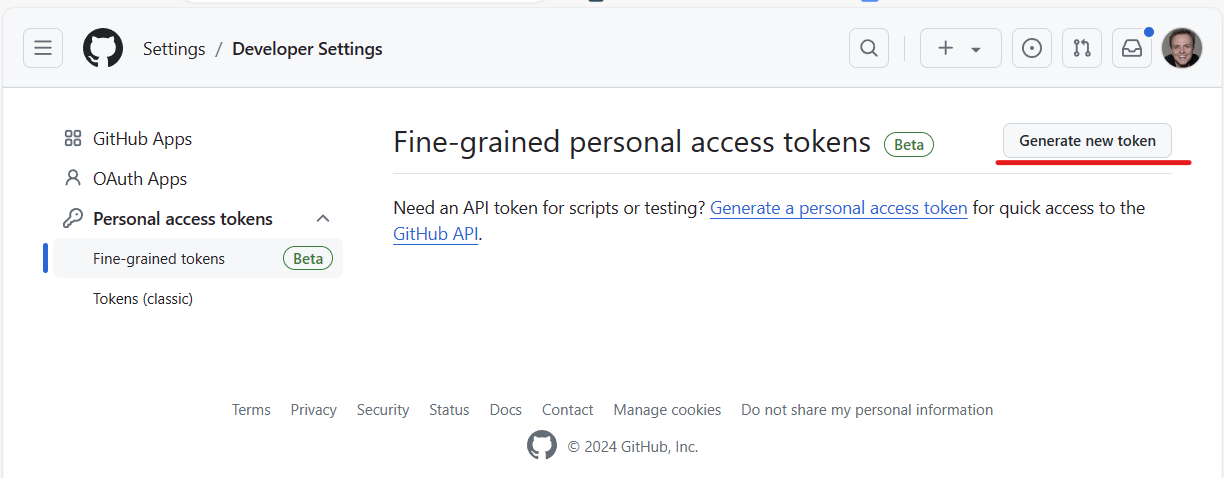 Settings / Developer Settings
GitHub Apps
OAuth Apps
Personal access tokens
Fine-grained tokens Beta
Tokens (classic)
Fine-grained personal access tokens Beta
Generate new token
Need an API token for scripts or testing? Generate a personal access token for quick access to the
GitHub API.
Terms Privacy Security Status Docs Contact Manage cookies Do not share my personal information
© 2024 GitHub, Inc.